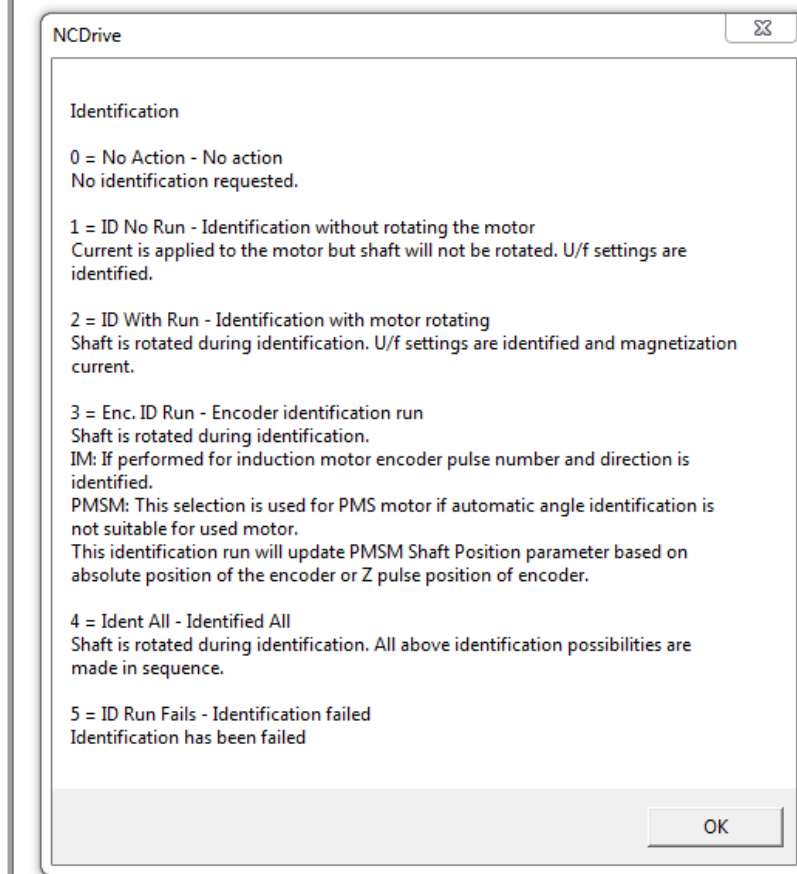 NCDrive
Identification
0 = No Action - No action
No identification requested.
1 = ID No Run - Identification without rotating the motor
Current is applied to the motor but shaft will not be rotated. U/f settings are
identified.
2 = ID With Run - Identification with motor rotating
Shaft is rotated during identification. U/f settings are identified and magnetization
current.
3 = Enc. ID Run - Encoder identification run
Shaft is rotated during identification.
IM: If performed for induction motor encoder pulse number and direction is
identified.
PMSM: This selection is used for PMS motor if automatic angle identification is
not suitable for used motor.
This identification run will update PMSM Shaft Position parameter based on
absolute position of the encoder or Z pulse position of encoder.
4 = Ident All - Identified All
Shaft is rotated during identification. All above identification possibilities are
made in sequence.
5 = ID Run Fails - Identification failed
Identification has been failed
OK